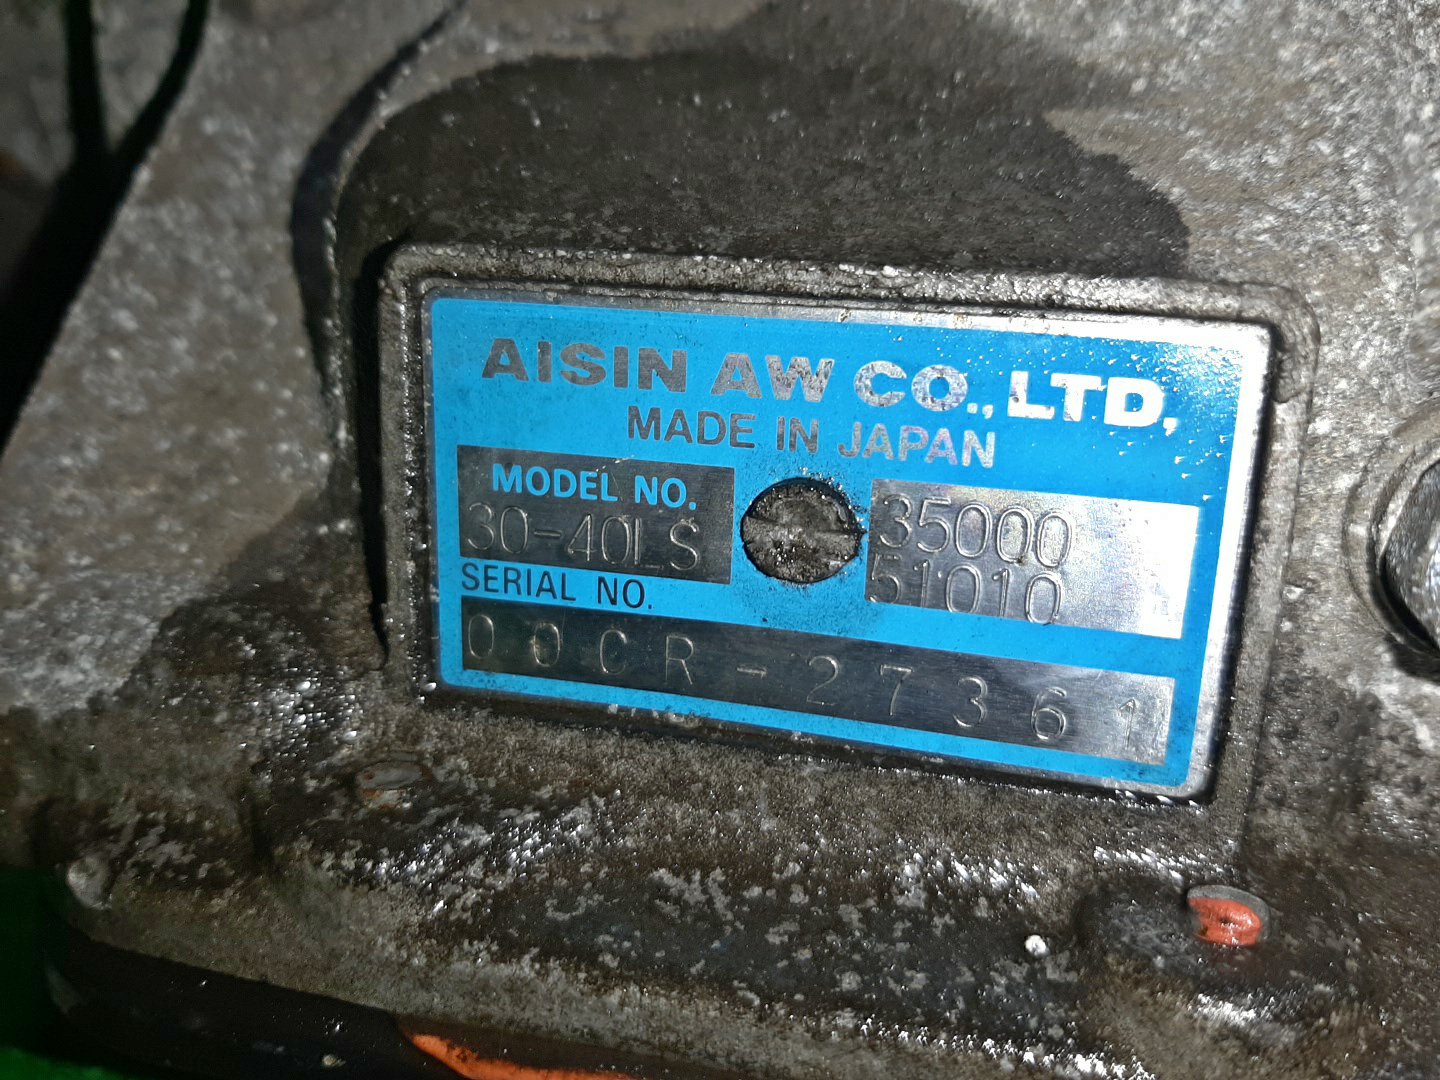 AISIN AW CO., LTD,
MADE IN JAPAN
MODEL NO.
30-40LS
35000
51010
SERIAL NO.
00CR-27361